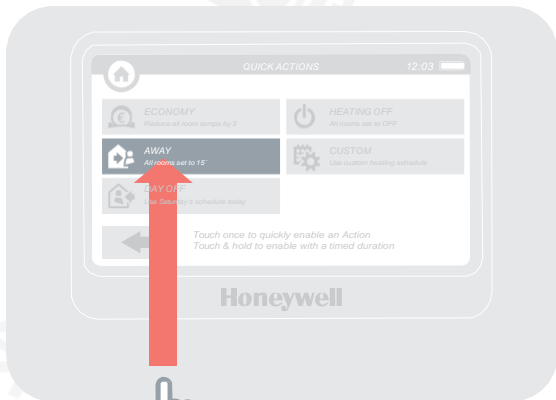 QUICK ACTIONS 12:03
ECONOMY
Reduce all room temps by 3˚
HEATING OFF
All rooms set to OFF
AWAY
All rooms set to 15˚
CUSTOM
Use custom heating schedule
DAY OFF
Use Saturday's schedule today
Touch once to quickly enable an Action
Touch & hold to enable with a timed duration
Honeywell